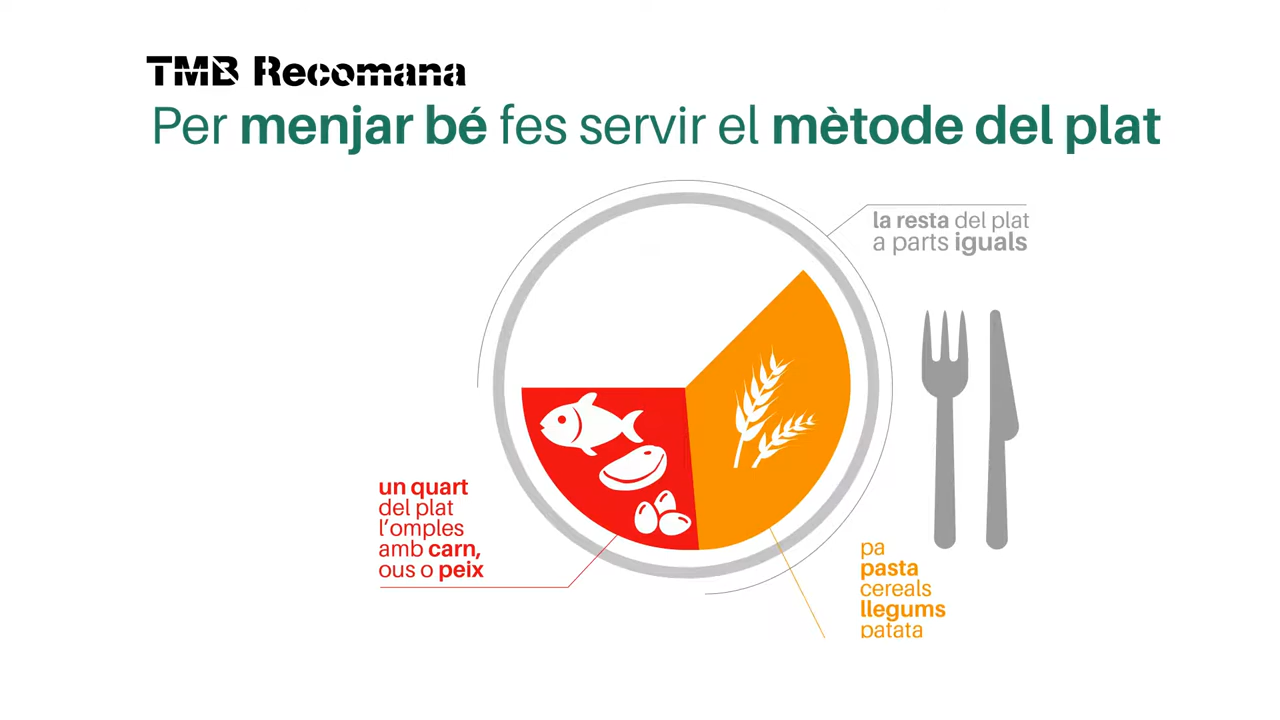 TMB Recomana
Per menjar bé fes servir el mètode del plat
la resta del plat
a parts iguals
un quart
del plat
l'omples
amb carn,
ous o peix
pa
pasta
cereals
llegums
patata